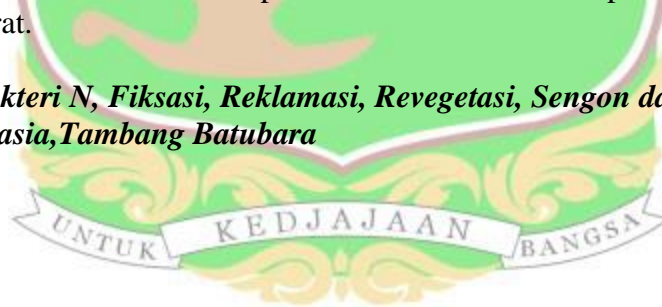 rat.
kteri N, Fiksasi, Reklamasi, Revegetasi, Sengon da
asia,Tambang Batubara
UNTUK KEDJAJAAN BANGSA